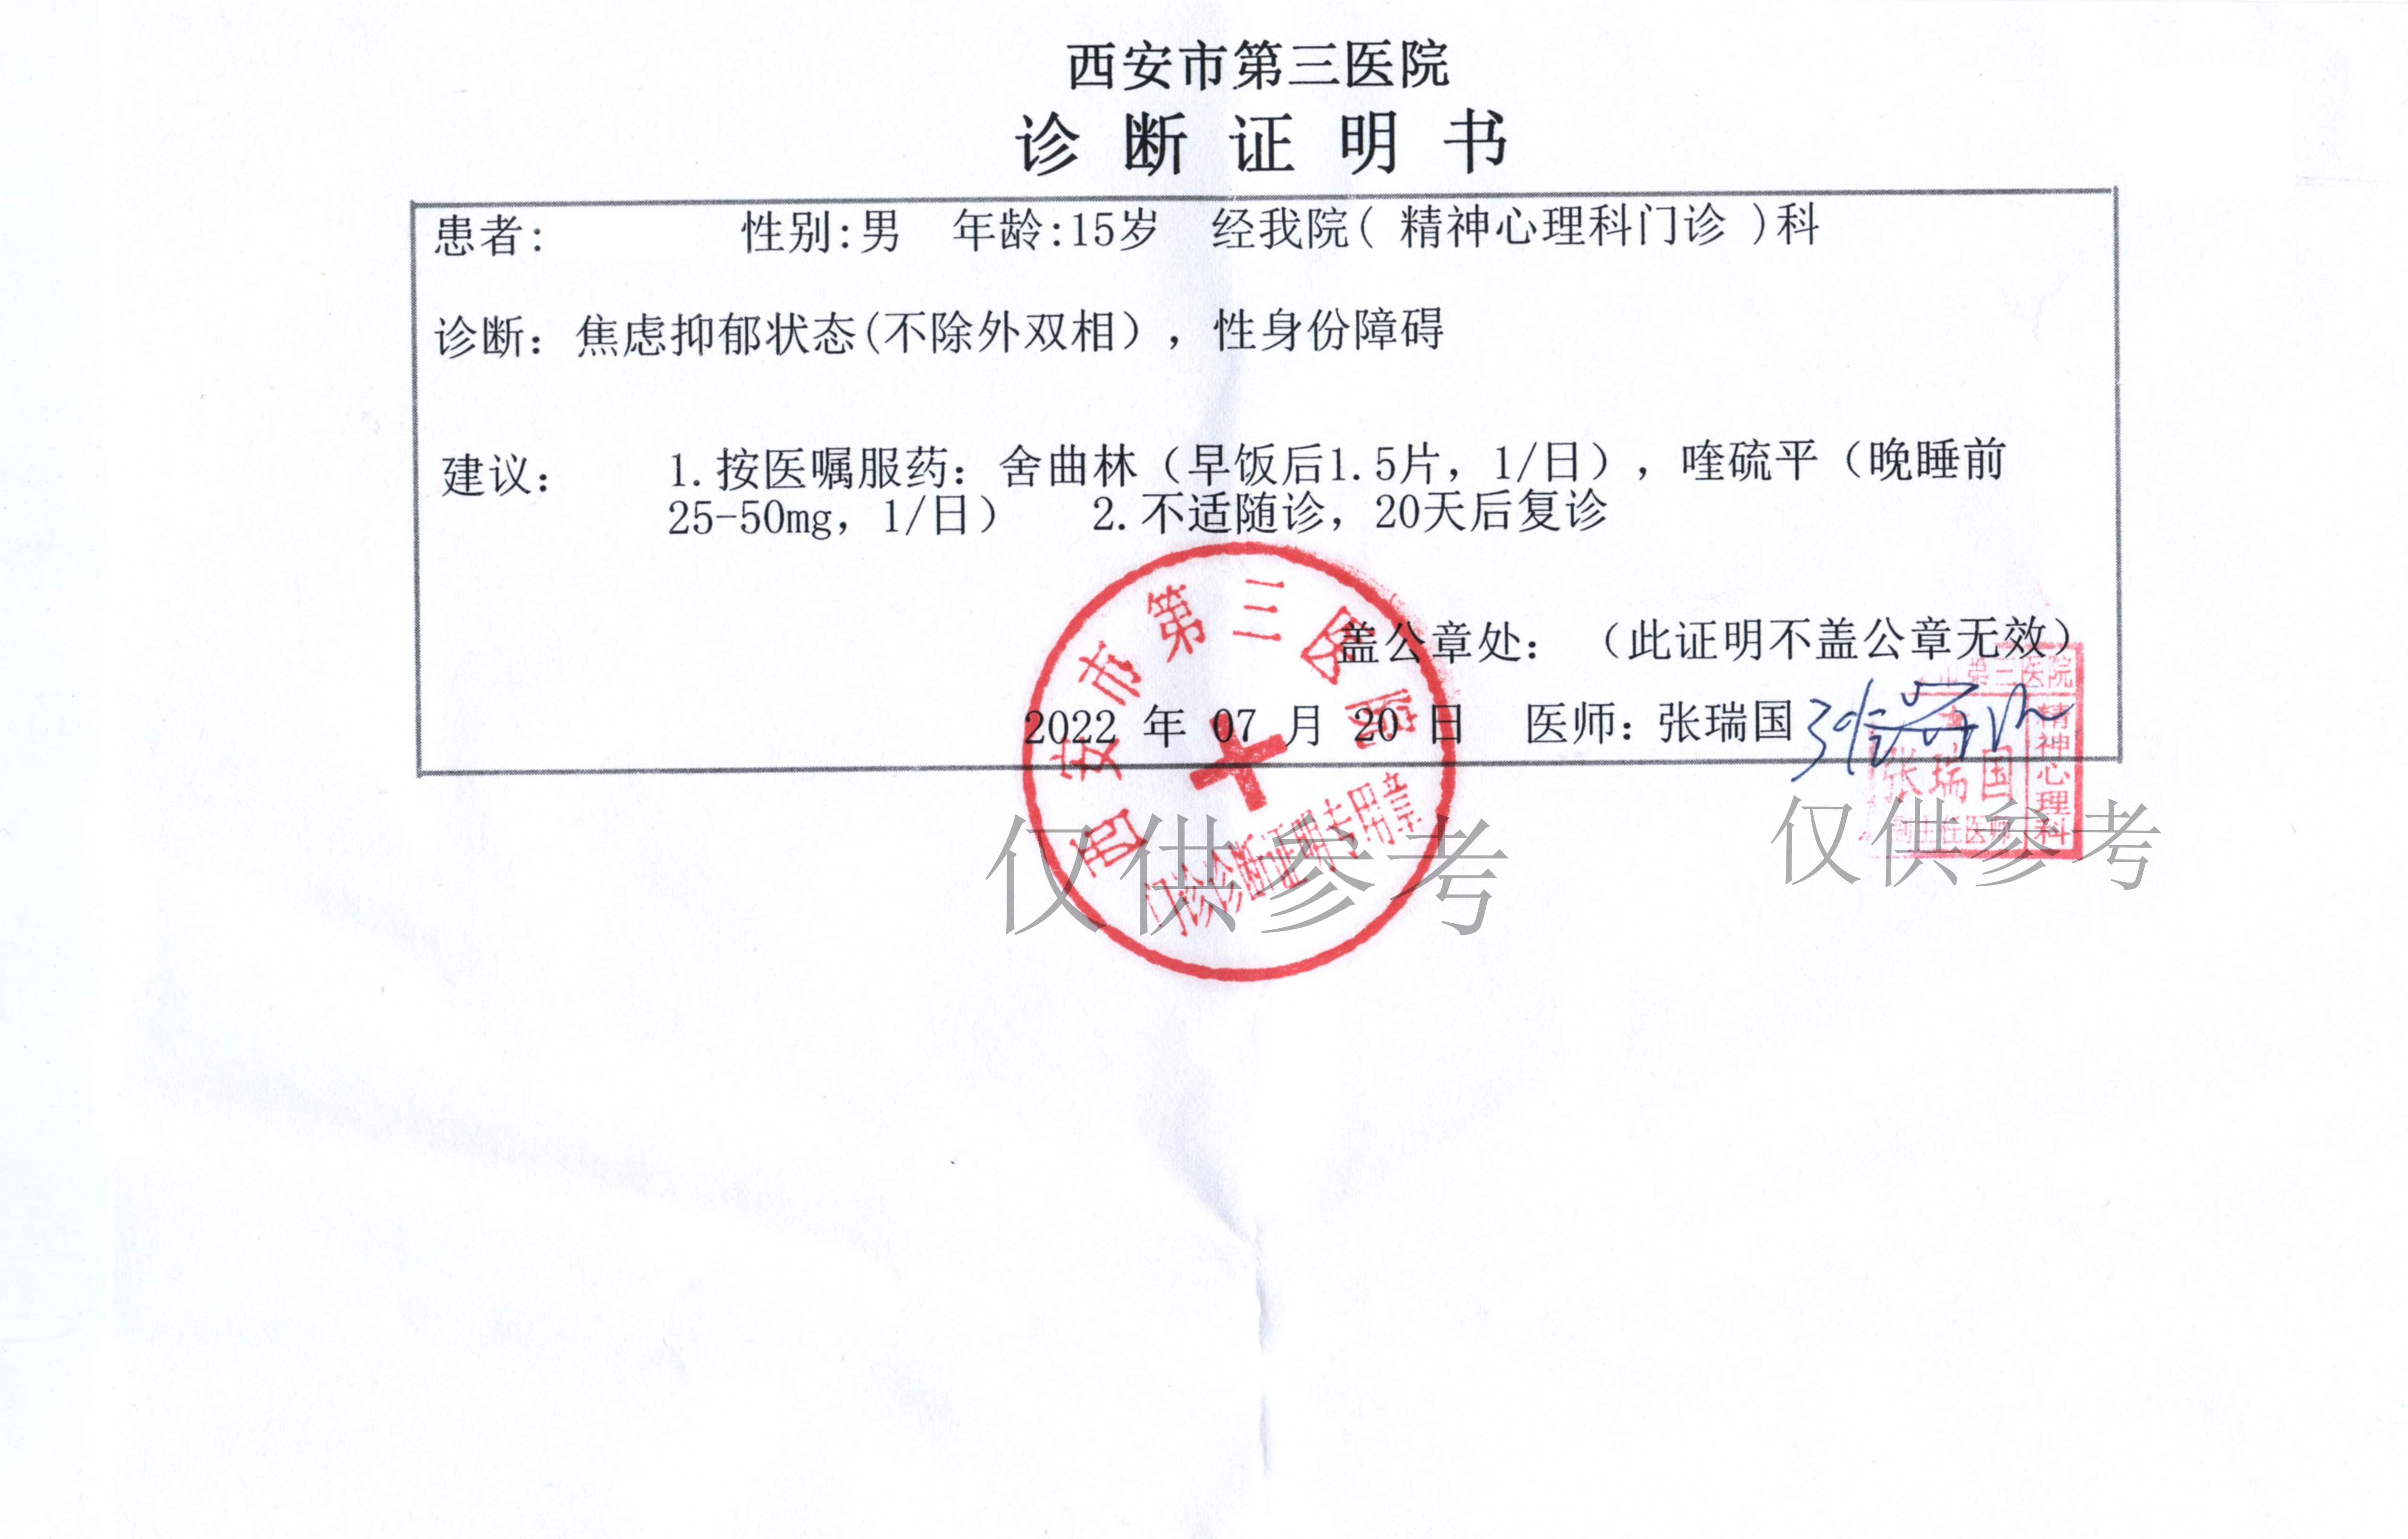 西安市第三医院
诊断证明书
患者: 性别:男 年龄:15岁 经我院( 精神心理科门诊 )科
诊断：焦虑抑郁状态(不除外双相），性身份障碍
建议： 1.按医嘱服药：舍曲林（早饭后1.5片，1/日），喹硫平（晚睡前
25-50mg，1/日） 2.不适随诊，20天后复诊
盖公章处：（此证明不盖公章无效）
2022 年 07 月 20 日 医师：张瑞国
西安市第三医院
门诊诊断证明专用章
市第三医院
精神心理科
张瑞国
副主任医师
仅供参考
仅供参考